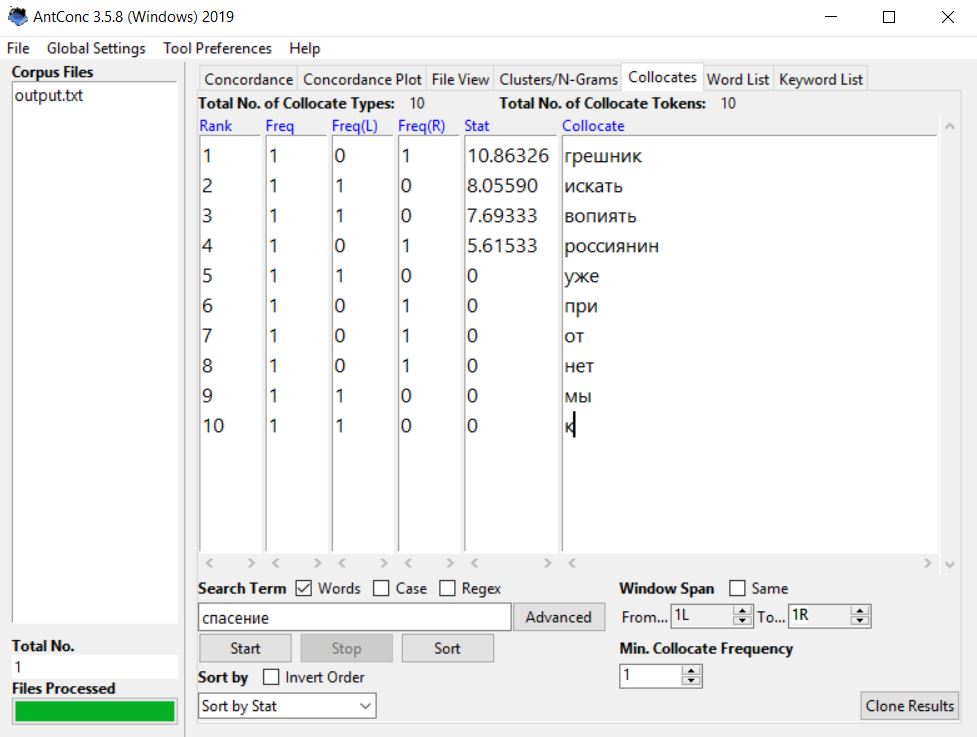 AntConc 3.5.8 (Windows) 2019
File Global Settings Tool Preferences Help
Corpus Files
output.txt
Concordance Concordance Plot File View Clusters/N-Grams Collocates Word List Keyword List
Total No. of Collocate Types: 10 Total No. of Collocate Tokens: 10
Rank Freq Freq(L) Freq(R) Stat Collocate
1 1 0 1 10.86326 грешник
2 1 1 0 8.05590 искать
3 1 1 0 7.69333 вопиять
4 1 0 1 5.61533 россиянин
5 1 1 0 0 уже
6 1 0 1 0 при
7 1 0 1 0 от
8 1 0 1 0 нет
9 1 1 0 0 мы
10 1 1 0 0 к
Search Term Words Case Regex
спасение Advanced
Start Stop Sort
Sort by Invert Order
Sort by Stat
Window Span Same
From... 1L To... 1R
Min. Collocate Frequency
1
Clone Results
Total No.
1
Files Processed